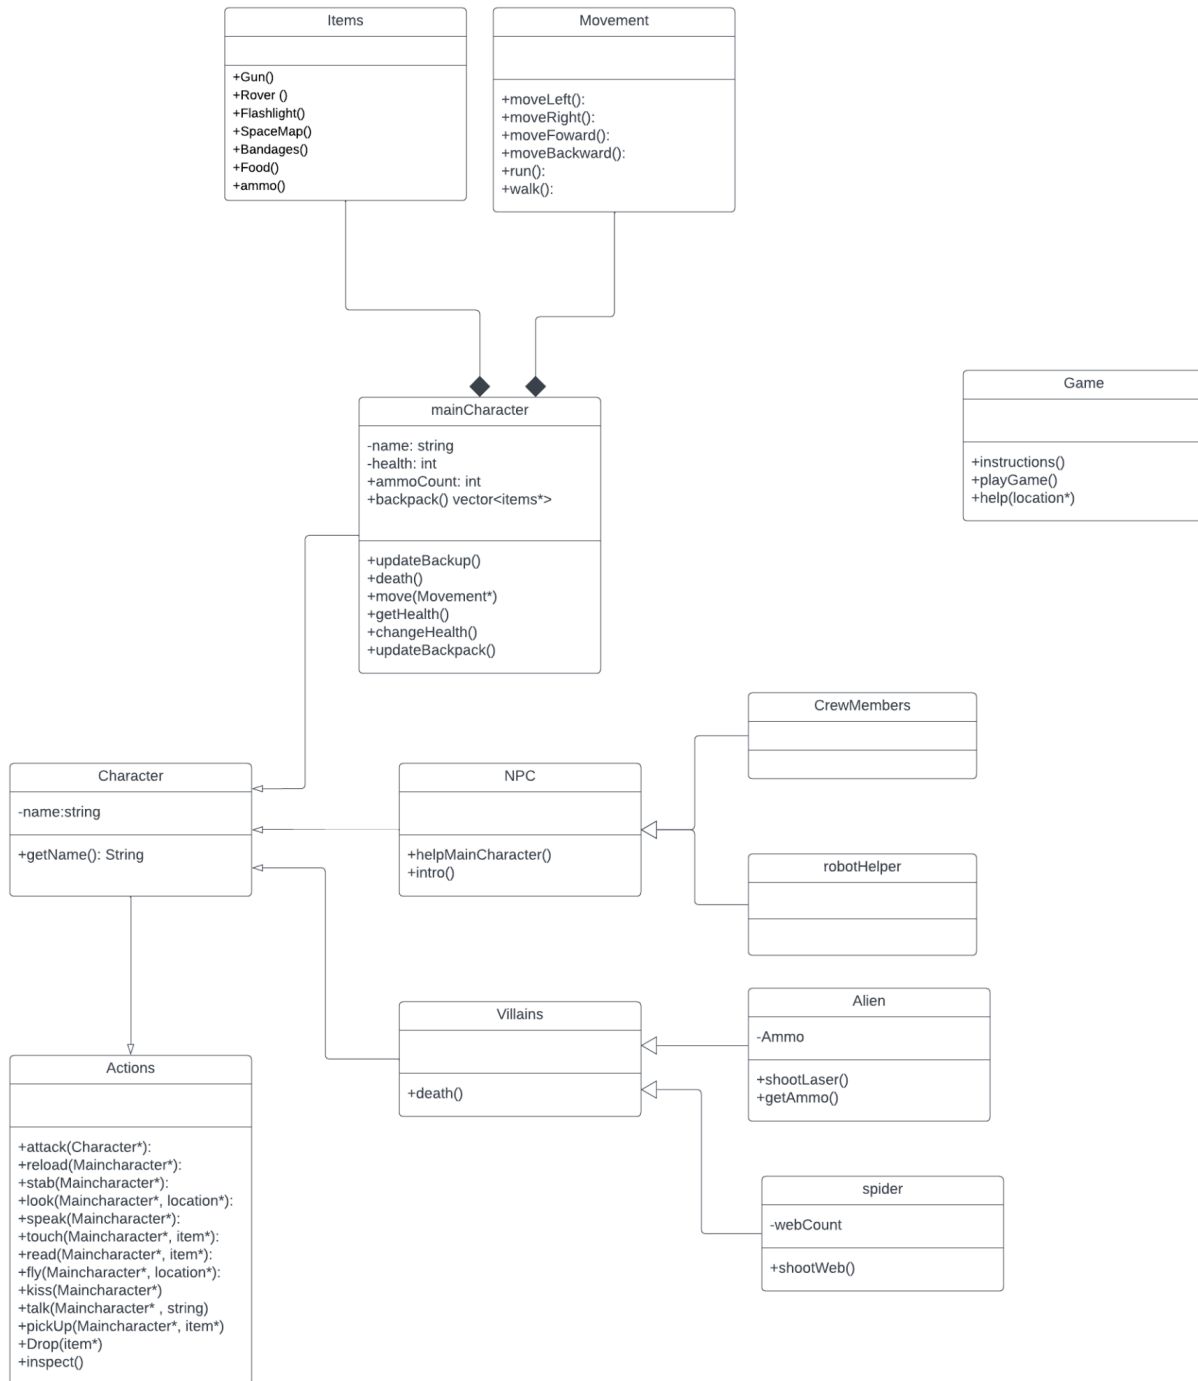 Items
+Gun()
+Rover ()
+Flashlight()
+SpaceMap()
+Bandages()
+Food()
+ammo()
Movement
+moveLeft():
+moveRight():
+moveFoward():
+moveBackward():
+run():
+walk():
mainCharacter
-name: string
-health: int
+ammoCount: int
+backpack() vector<items*>
+updateBackup()
+death()
+move(Movement*)
+getHealth()
+changeHealth()
+updateBackpack()
Game
+instructions()
+playGame()
+help(location*)
Character
-name:string
+getName(): String
NPC
+helpMainCharacter()
+intro()
CrewMembers
robotHelper
Villains
+death()
Alien
-Ammo
+shootLaser()
+getAmmo()
spider
-webCount
+shootWeb()
Actions
+attack(Character*):
+reload(Maincharacter*):
+stab(Maincharacter*):
+look(Maincharacter*, location*):
+speak(Maincharacter*):
+touch(Maincharacter*, item*):
+read(Maincharacter*, item*):
+fly(Maincharacter*, location*):
+kiss(Maincharacter*)
+talk(Maincharacter* , string)
+pickUp(Maincharacter*, item*)
+Drop(item*)
+inspect()